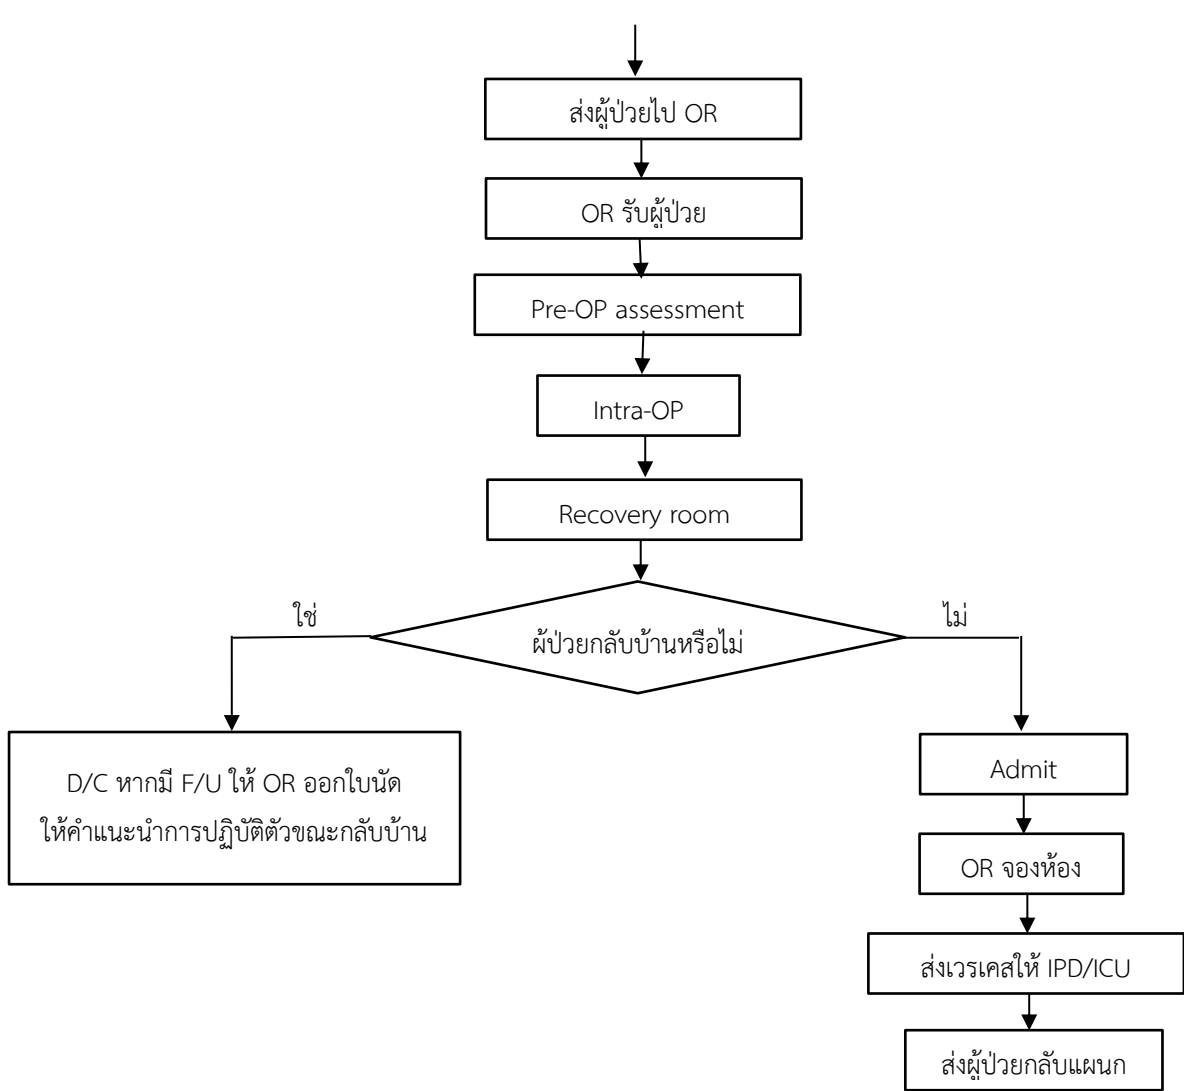 ส่งผู้ป่วยไป OR
OR รับผู้ป่วย
Pre-OP assessment
Intra-OP
Recovery room
ใช่
ไม่
ผ้ป่วยกลับบ้านหรือไม่
D/C หากมี F/U ให้ OR ออกใบนัด
ให้คำแนะนำการปฏิบัติตัวขณะกลับบ้าน
Admit
OR จองห้อง
ส่งเวรเคสให้ IPD/ICU
ส่งผู้ป่วยกลับแผนก